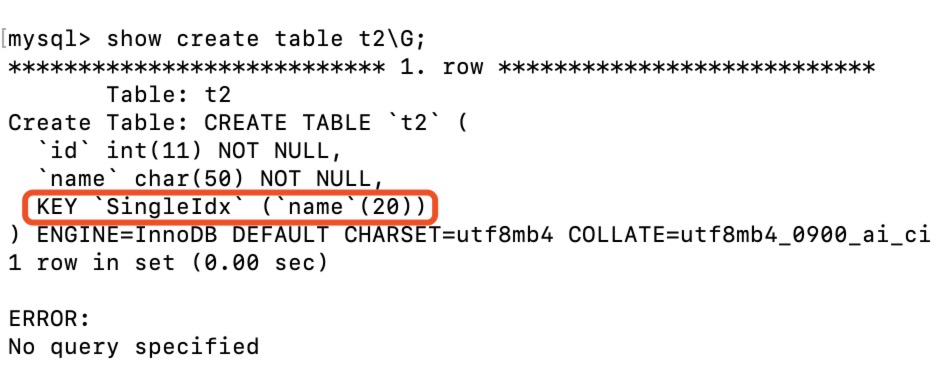 [mysql> show create table t2\G;
*************************** 1. row ***************************
       Table: t2
Create Table: CREATE TABLE `t2` (
  `id` int(11) NOT NULL,
  `name` char(50) NOT NULL,
  KEY `SingleIdx` (`name`(20))
) ENGINE=InnoDB DEFAULT CHARSET=utf8mb4 COLLATE=utf8mb4_0900_ai_ci
1 row in set (0.00 sec)

ERROR:
No query specified